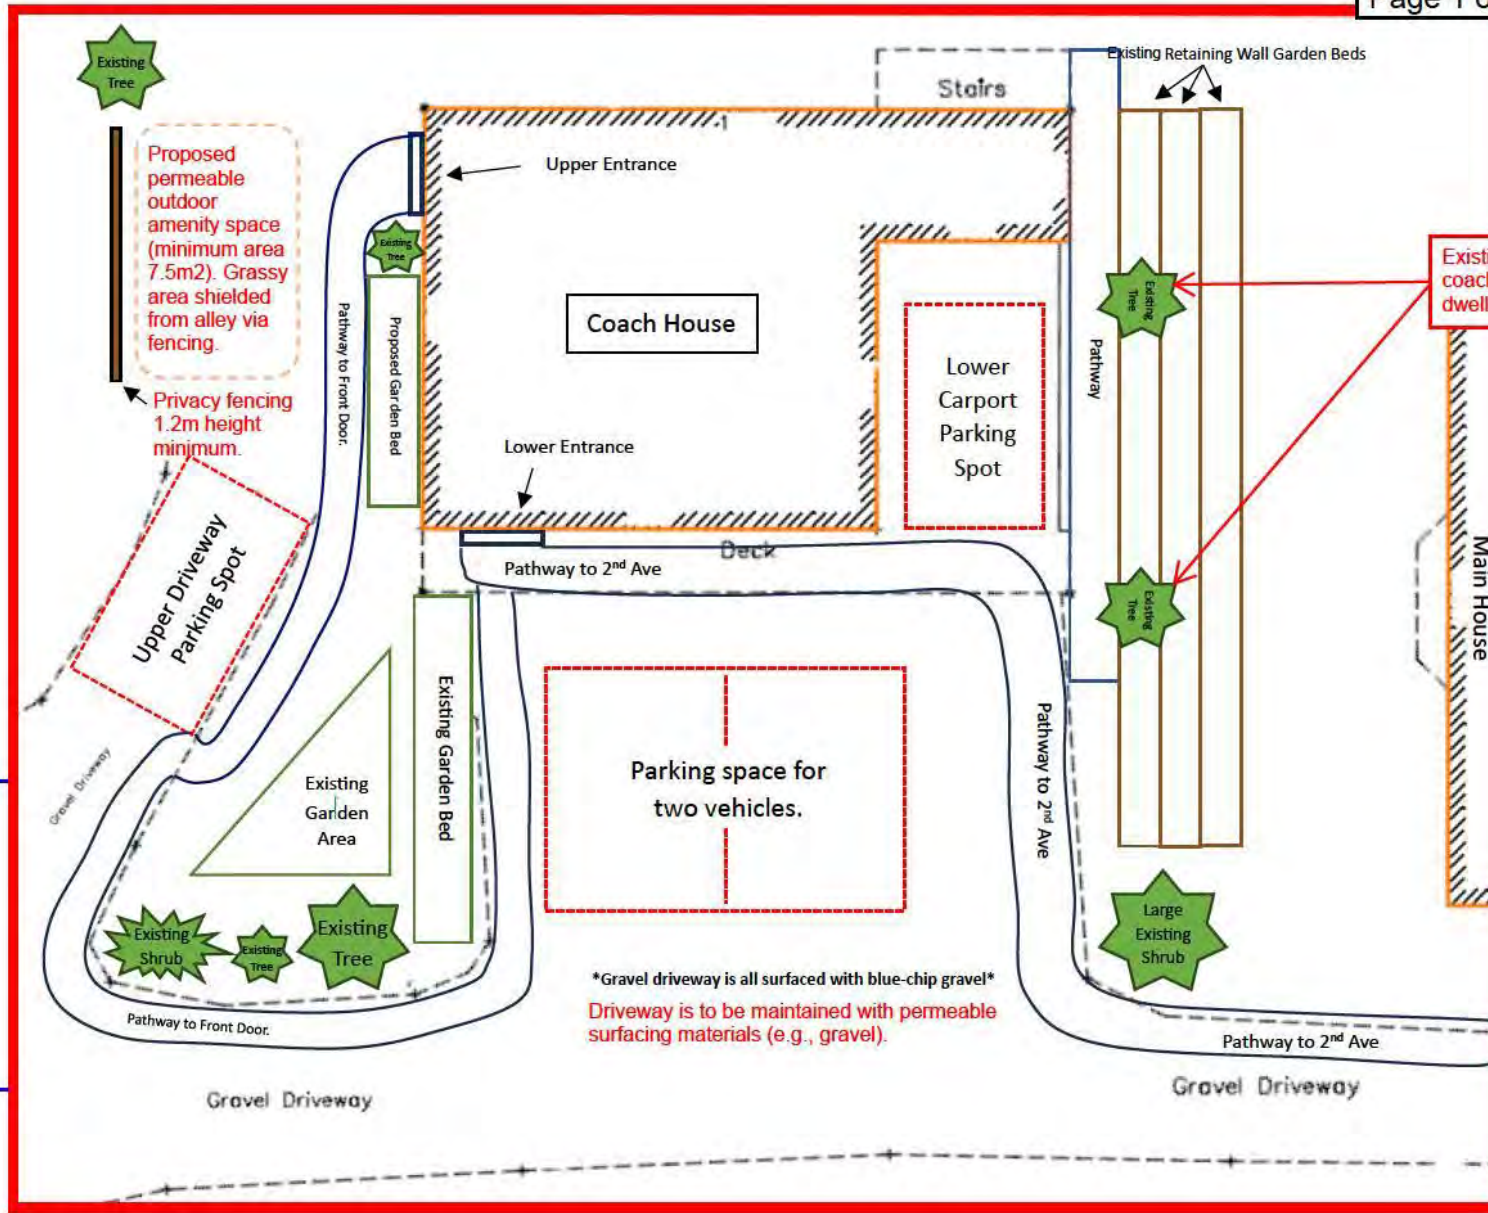 Page 1 o
Existing
Tree
Stairs
Existing Retaining Wall Garden Beds
Proposed
permeable
outdoor
amenity space
(minimum area
7.5m2). Grassy
area shielded
from alley via
fencing.
Upper Entrance
Existing
Tree
Pathway to Front Door.
Proposed Garden Bed
Coach House
Lower
Carport
Parking
Spot
Pathway
Existing
Tree
Existi
coach
dwell
Privacy fencing
1.2m height
minimum.
Lower Entrance
Deck
Pathway to 2nd Ave
Upper Driveway
Parking Spot
Existing
Tree
Main House
Gravel Driveway
Existing
Garden
Area
Existing Garden Bed
Parking space for
two vehicles.
Pathway to 2nd Ave
Existing
Shrub
Existing
Tree
Existing
Tree
Large
Existing
Shrub
*Gravel driveway is all surfaced with blue-chip gravel*
Driveway is to be maintained with permeable
surfacing materials (e.g., gravel).
Pathway to Front Door.
Pathway to 2nd Ave
Gravel Driveway
Gravel Driveway